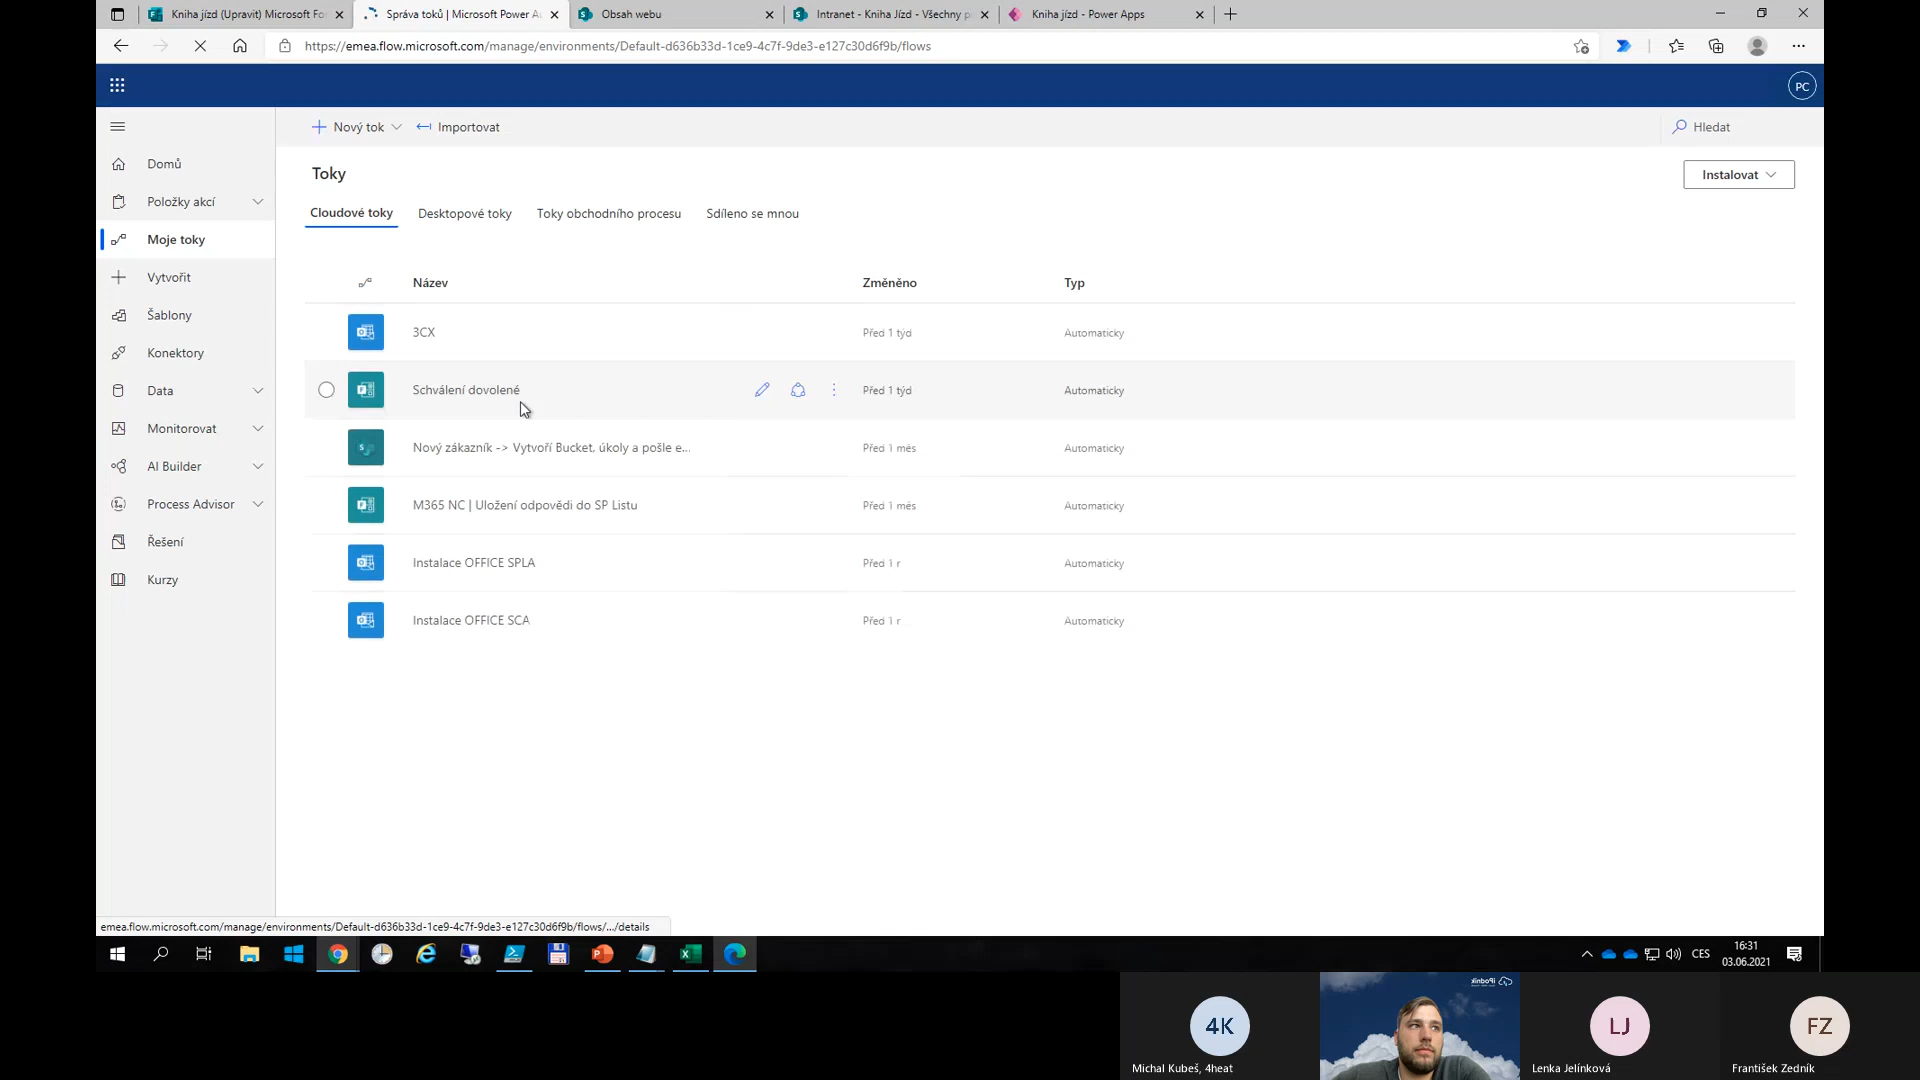 Kniha jízd (Upravit) Microsoft Fo
Správa toků | Microsoft Power A
Obsah webu
Intranet - Kniha Jízd - Všechny p
Kniha jízd - Power Apps
https://emea.flow.microsoft.com/manage/environments/Default-d636b33d-1ce9-4c7f-9de3-e127c30d6f9b/flows
PC
Nový tok
Importovat
Hledat
Domů
Položky akcí
Moje toky
Vytvořit
Šablony
Konektory
Data
Monitorovat
AI Builder
Process Advisor
Řešení
Kurzy
Toky
Instalovat
Cloudové toky
Desktopové toky
Toky obchodního procesu
Sdíleno se mnou
Název
Změněno
Typ
3CX
Před 1 týd
Automaticky
Schválení dovolené
Před 1 týd
Automaticky
Nový zákazník -> Vytvoří Bucket, úkoly a pošle e...
Před 1 měs
Automaticky
M365 NC | Uložení odpovědi do SP Listu
Před 1 měs
Automaticky
Instalace OFFICE SPLA
Před 1 r
Automaticky
Instalace OFFICE SCA
Před 1 r
Automaticky
emea.flow.microsoft.com/manage/environments/Default-d636b33d-1ce9-4c7f-9de3-e127c30d6f9b/flows/.../details
CES
16:31
03.06.2021
4K
Michal Kubeš, 4heat
LJ
Lenka Jelínková
FZ
František Zedník